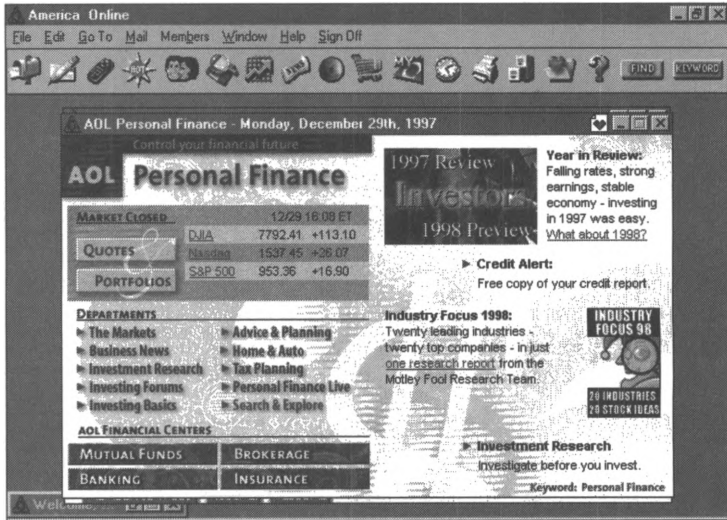 America Online
File Edit Go To Mail Members Window Help Sign Off
HOT MY FIND KEYWORD
AOL Personal Finance - Monday, December 29th, 1997
Control your financial future
AOL Personal Finance
MARKET CLOSED 12/29 16:08 ET
QUOTES
PORTFOLIOS
DJIA 7792.41 +113.10
Nasdaq 1537.45 +26.07
S&P 500 953.36 +16.90
DEPARTMENTS
The Markets
Business News
Investment Research
Investing Forums
Investing Basics
Advice & Planning
Home & Auto
Tax Planning
Personal Finance Live
Search & Explore
AOL FINANCIAL CENTERS
MUTUAL FUNDS BROKERAGE
BANKING INSURANCE
1997 Review
Investors
1998 Preview
Year in Review:
Falling rates, strong
earnings, stable
economy - investing
in 1997 was easy.
What about 1998?
Credit Alert:
Free copy of your credit report.
Industry Focus 1998:
Twenty leading industries -
twenty top companies - in just
one research report from the
Motley Fool Research Team.
INDUSTRY
FOCUS 98
20 INDUSTRIES
20 STOCK IDEAS
Investment Research
Investigate before you invest.
Keyword: Personal Finance
Welcome,